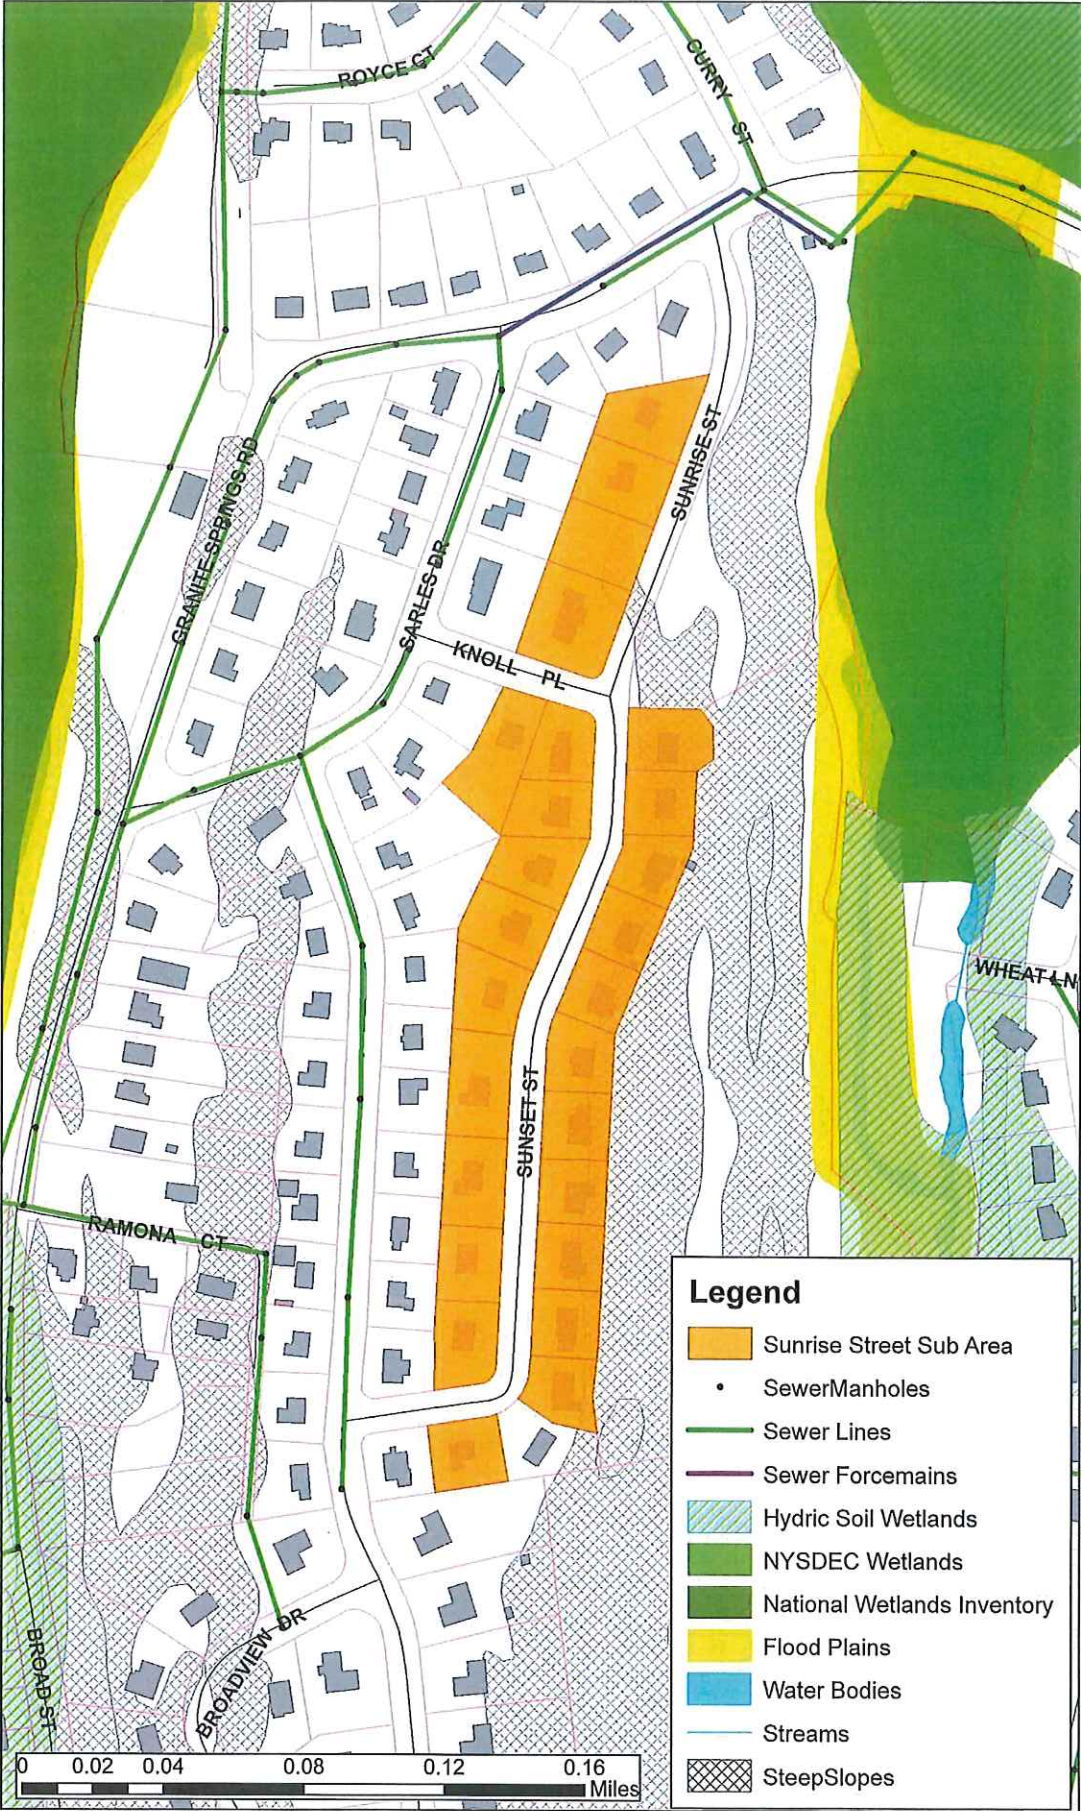 ROYCE CT
CURRY ST
GRANITE SPRINGS RD
SUNRISE ST
SARLES DR
KNOLL PL
WHEAT LN
SUNSET ST
RAMONA CT
BROADVIEW DR
BROAD ST
Legend
Sunrise Street Sub Area
SewerManholes
Sewer Lines
Sewer Forcemains
Hydric Soil Wetlands
NYSDEC Wetlands
National Wetlands Inventory
Flood Plains
Water Bodies
Streams
SteepSlopes
0 0.02 0.04 0.08 0.12 0.16
Miles